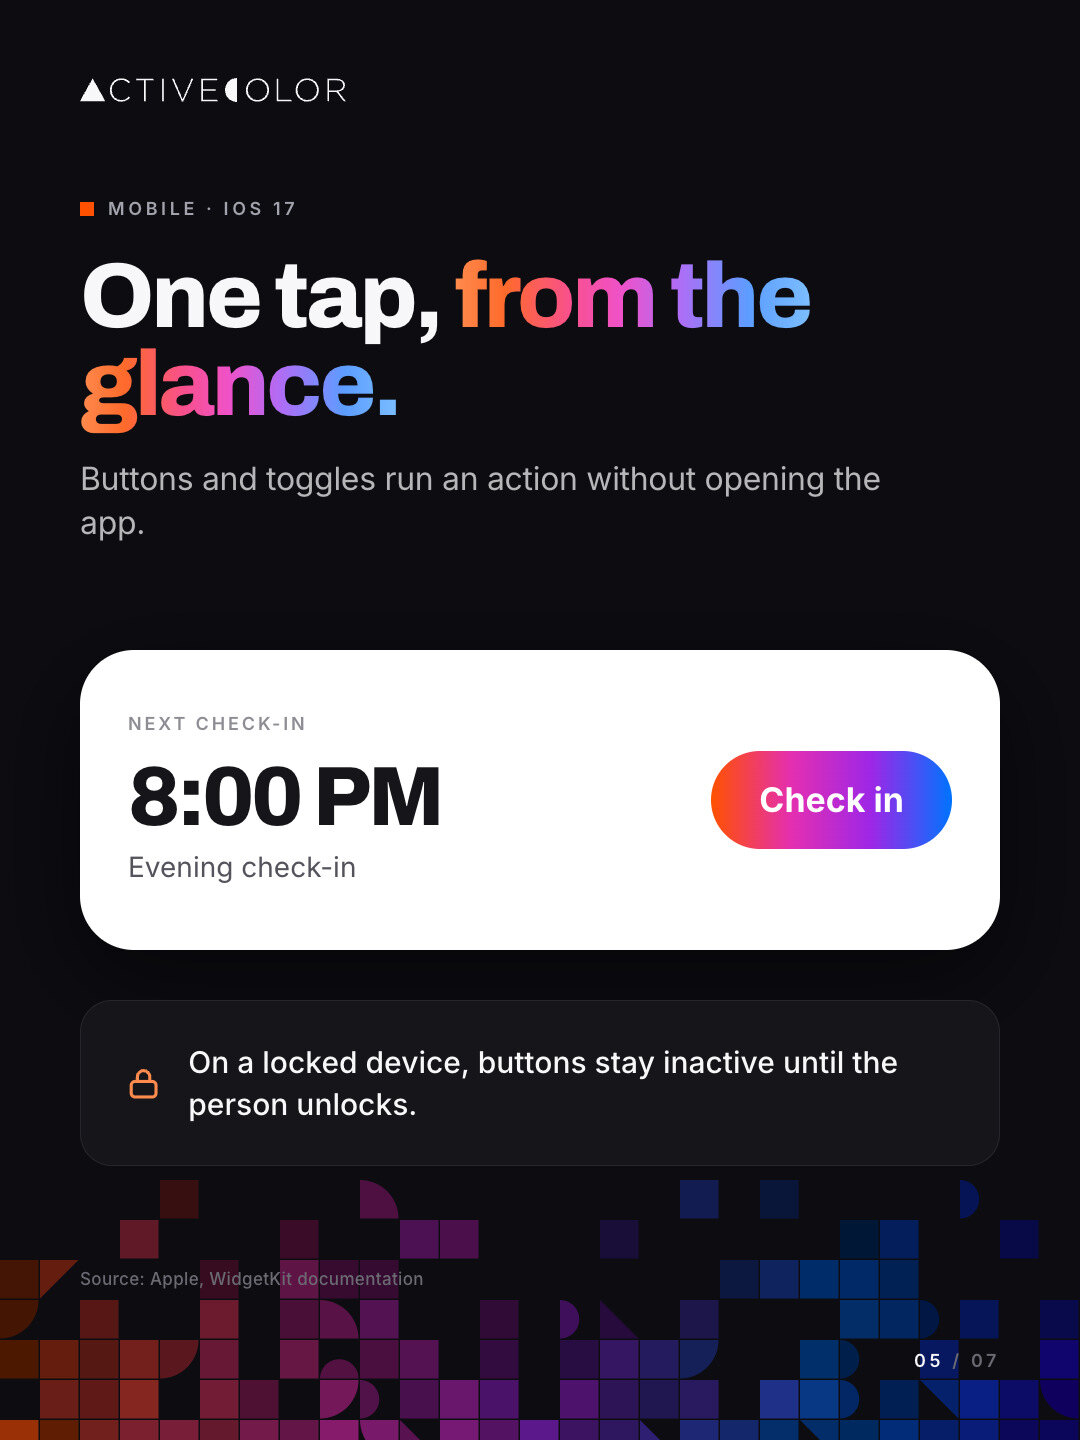 ACTIVECOLOR
MOBILE · IOS 17
One tap, from the
glance.
Buttons and toggles run an action without opening the
app.
NEXT CHECK-IN
8:00 PM
Evening check-in
Check in
On a locked device, buttons stay inactive until the
person unlocks.
Source: Apple, WidgetKit documentation
05 / 07